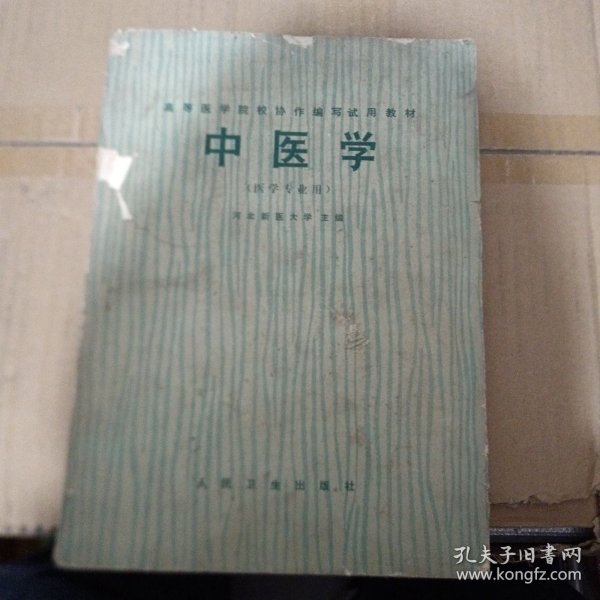 高等医学院校协作编写试用教材
中医学
(医学专业用)
河北新医大学 主编
人民卫生出版社
孔夫子旧书网
www.kongfz.com